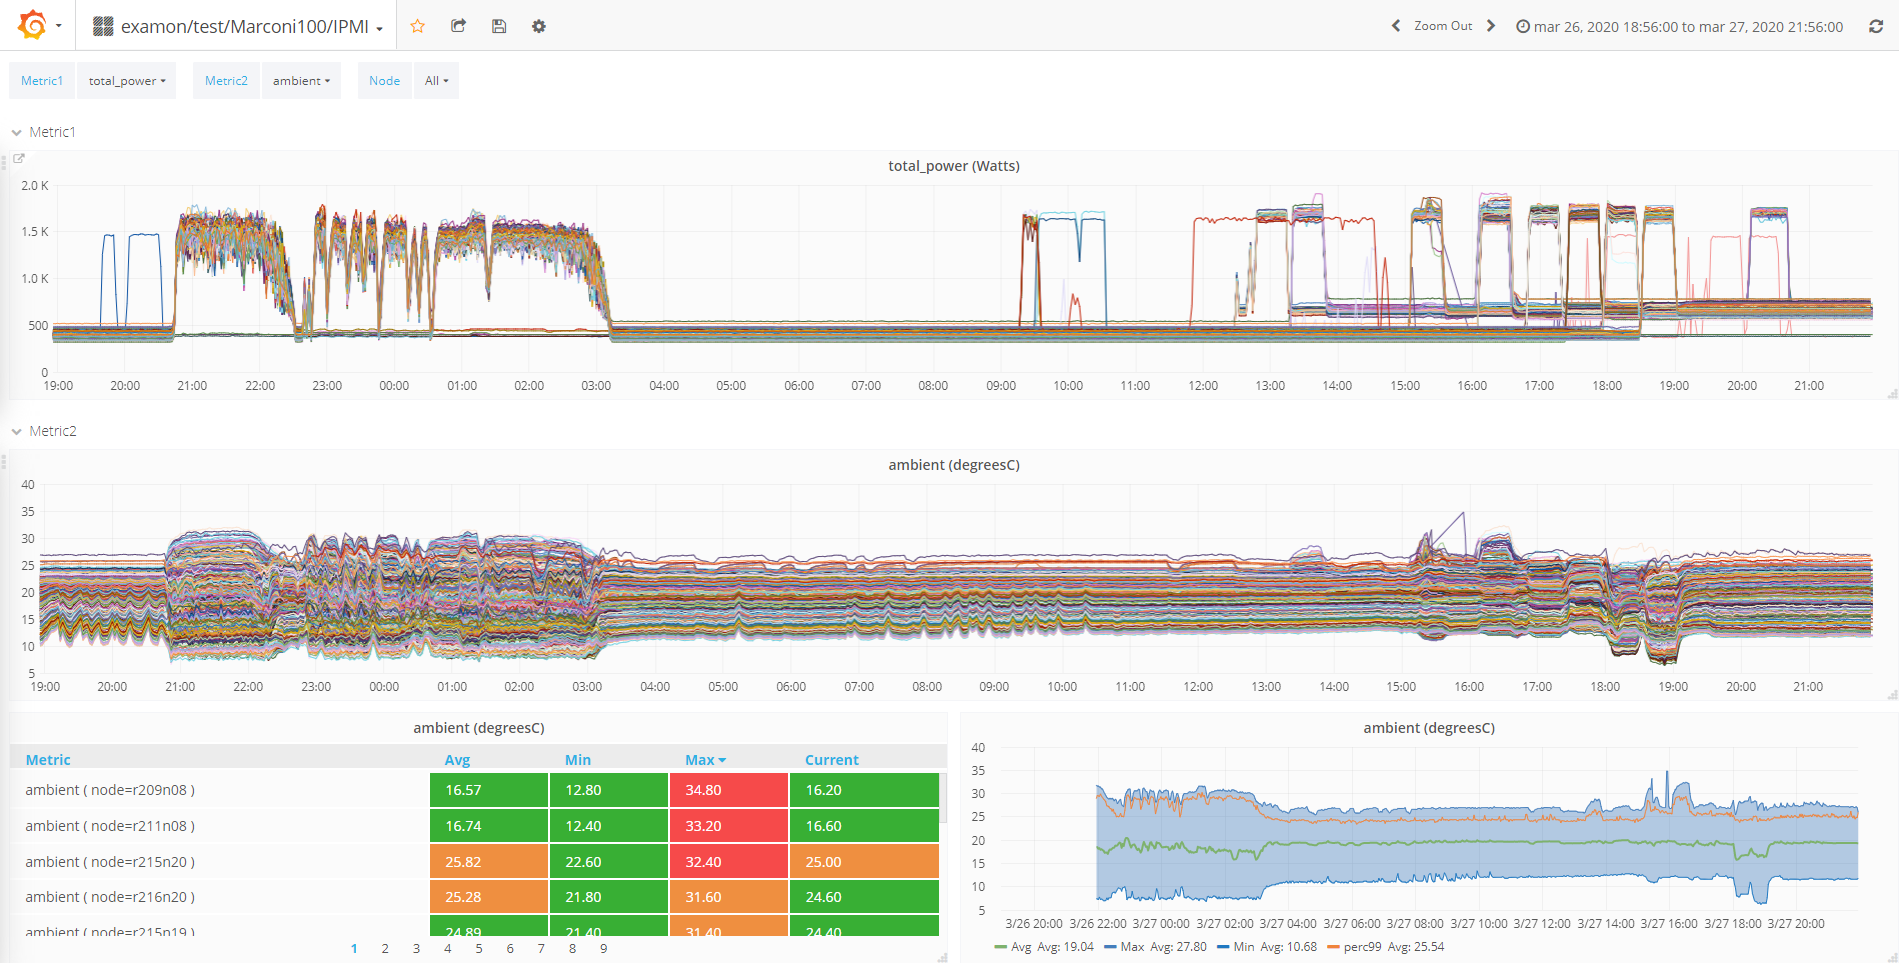 examon/test/Marconi100/IPMI
Zoom Out
mar 26, 2020 18:56:00 to mar 27, 2020 21:56:00
Metric1 total_power Metric2 ambient Node All
Metric1
total_power (Watts)
2.0 K
1.5 K
1.0 K
500
0
19:00 20:00 21:00 22:00 23:00 00:00 01:00 02:00 03:00 04:00 05:00 06:00 07:00 08:00 09:00 10:00 11:00 12:00 13:00 14:00 15:00 16:00 17:00 18:00 19:00 20:00 21:00
Metric2
ambient (degreesC)
40
35
30
25
20
15
10
5
19:00 20:00 21:00 22:00 23:00 00:00 01:00 02:00 03:00 04:00 05:00 06:00 07:00 08:00 09:00 10:00 11:00 12:00 13:00 14:00 15:00 16:00 17:00 18:00 19:00 20:00 21:00
ambient (degreesC)
Metric Avg Min Max Current
ambient ( node=r209n08 ) 16.57 12.80 34.80 16.20
ambient ( node=r211n08 ) 16.74 12.40 33.20 16.60
ambient ( node=r215n20 ) 25.82 22.60 32.40 25.00
ambient ( node=r216n20 ) 25.28 21.80 31.60 24.60
ambient ( node=r215n19 ) 24.89 21.40 31.40 24.40
1 2 3 4 5 6 7 8 9
ambient (degreesC)
40
35
30
25
20
15
10
5
3/26 20:00 3/26 22:00 3/27 00:00 3/27 02:00 3/27 04:00 3/27 06:00 3/27 08:00 3/27 10:00 3/27 12:00 3/27 14:00 3/27 16:00 3/27 18:00 3/27 20:00
Avg Avg: 19.04 Max Avg: 27.80 Min Avg: 10.68 perc99 Avg: 25.54